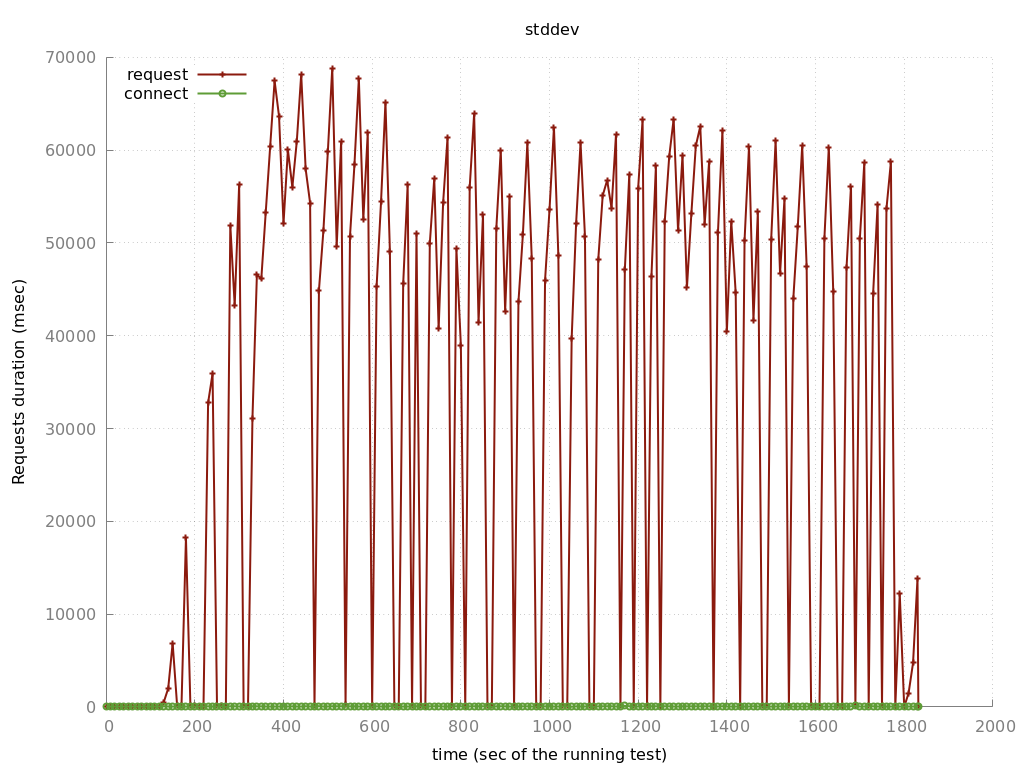 stddev
70000
60000
50000
40000
30000
20000
10000
0
request
connect
Requests duration (msec)
0 200 400 600 800 1000 1200 1400 1600 1800 2000
time (sec of the running test)